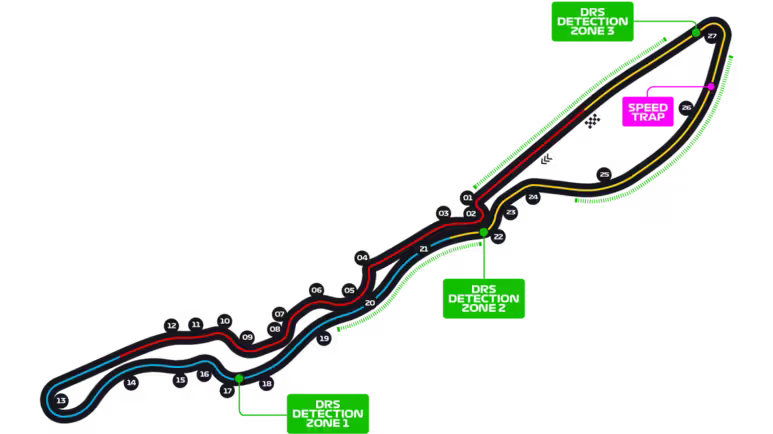 DRS
DETECTION
ZONE 3
27
SPEED
TRAP
26
25
24
23
22
01
02
03
21
DRS
DETECTION
ZONE 2
04
05
06
20
07
08
19
09
10
11
12
18
17
16
15
14
13
DRS
DETECTION
ZONE 1